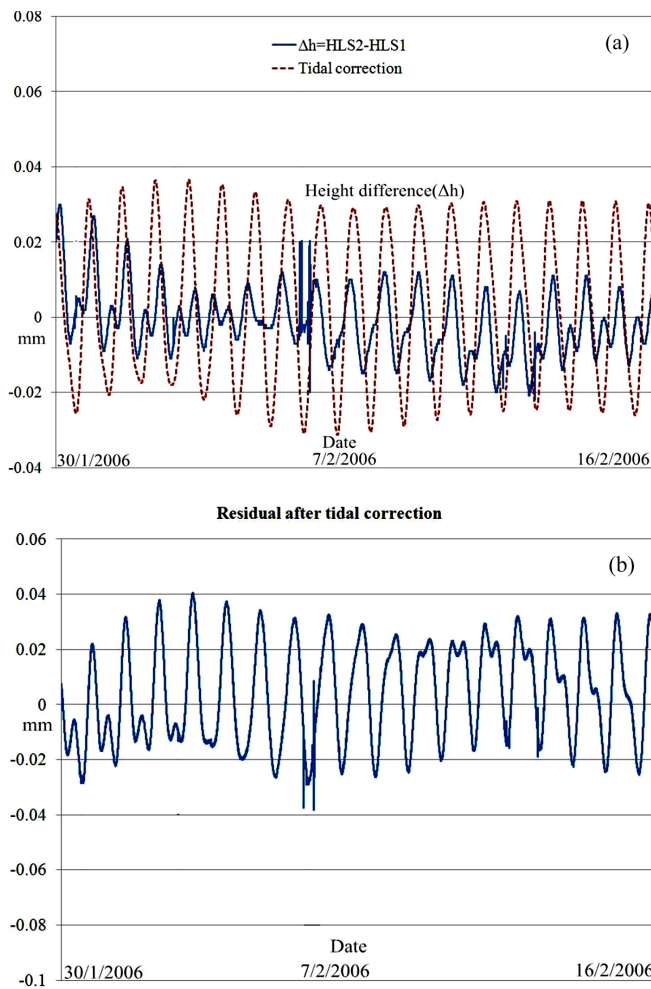 0.08
(a)
Δh=HLS2-HLS1
Tidal correction
0.06
0.04
Height difference(Δh)
0.02
0
mm
-0.02
Date
-0.04
30/1/2006 7/2/2006 16/2/2006
Residual after tidal correction
0.06
(b)
0.04
0.02
0
mm
-0.02
-0.04
-0.06
-0.08
Date
30/1/2006 7/2/2006 16/2/2006
-0.1